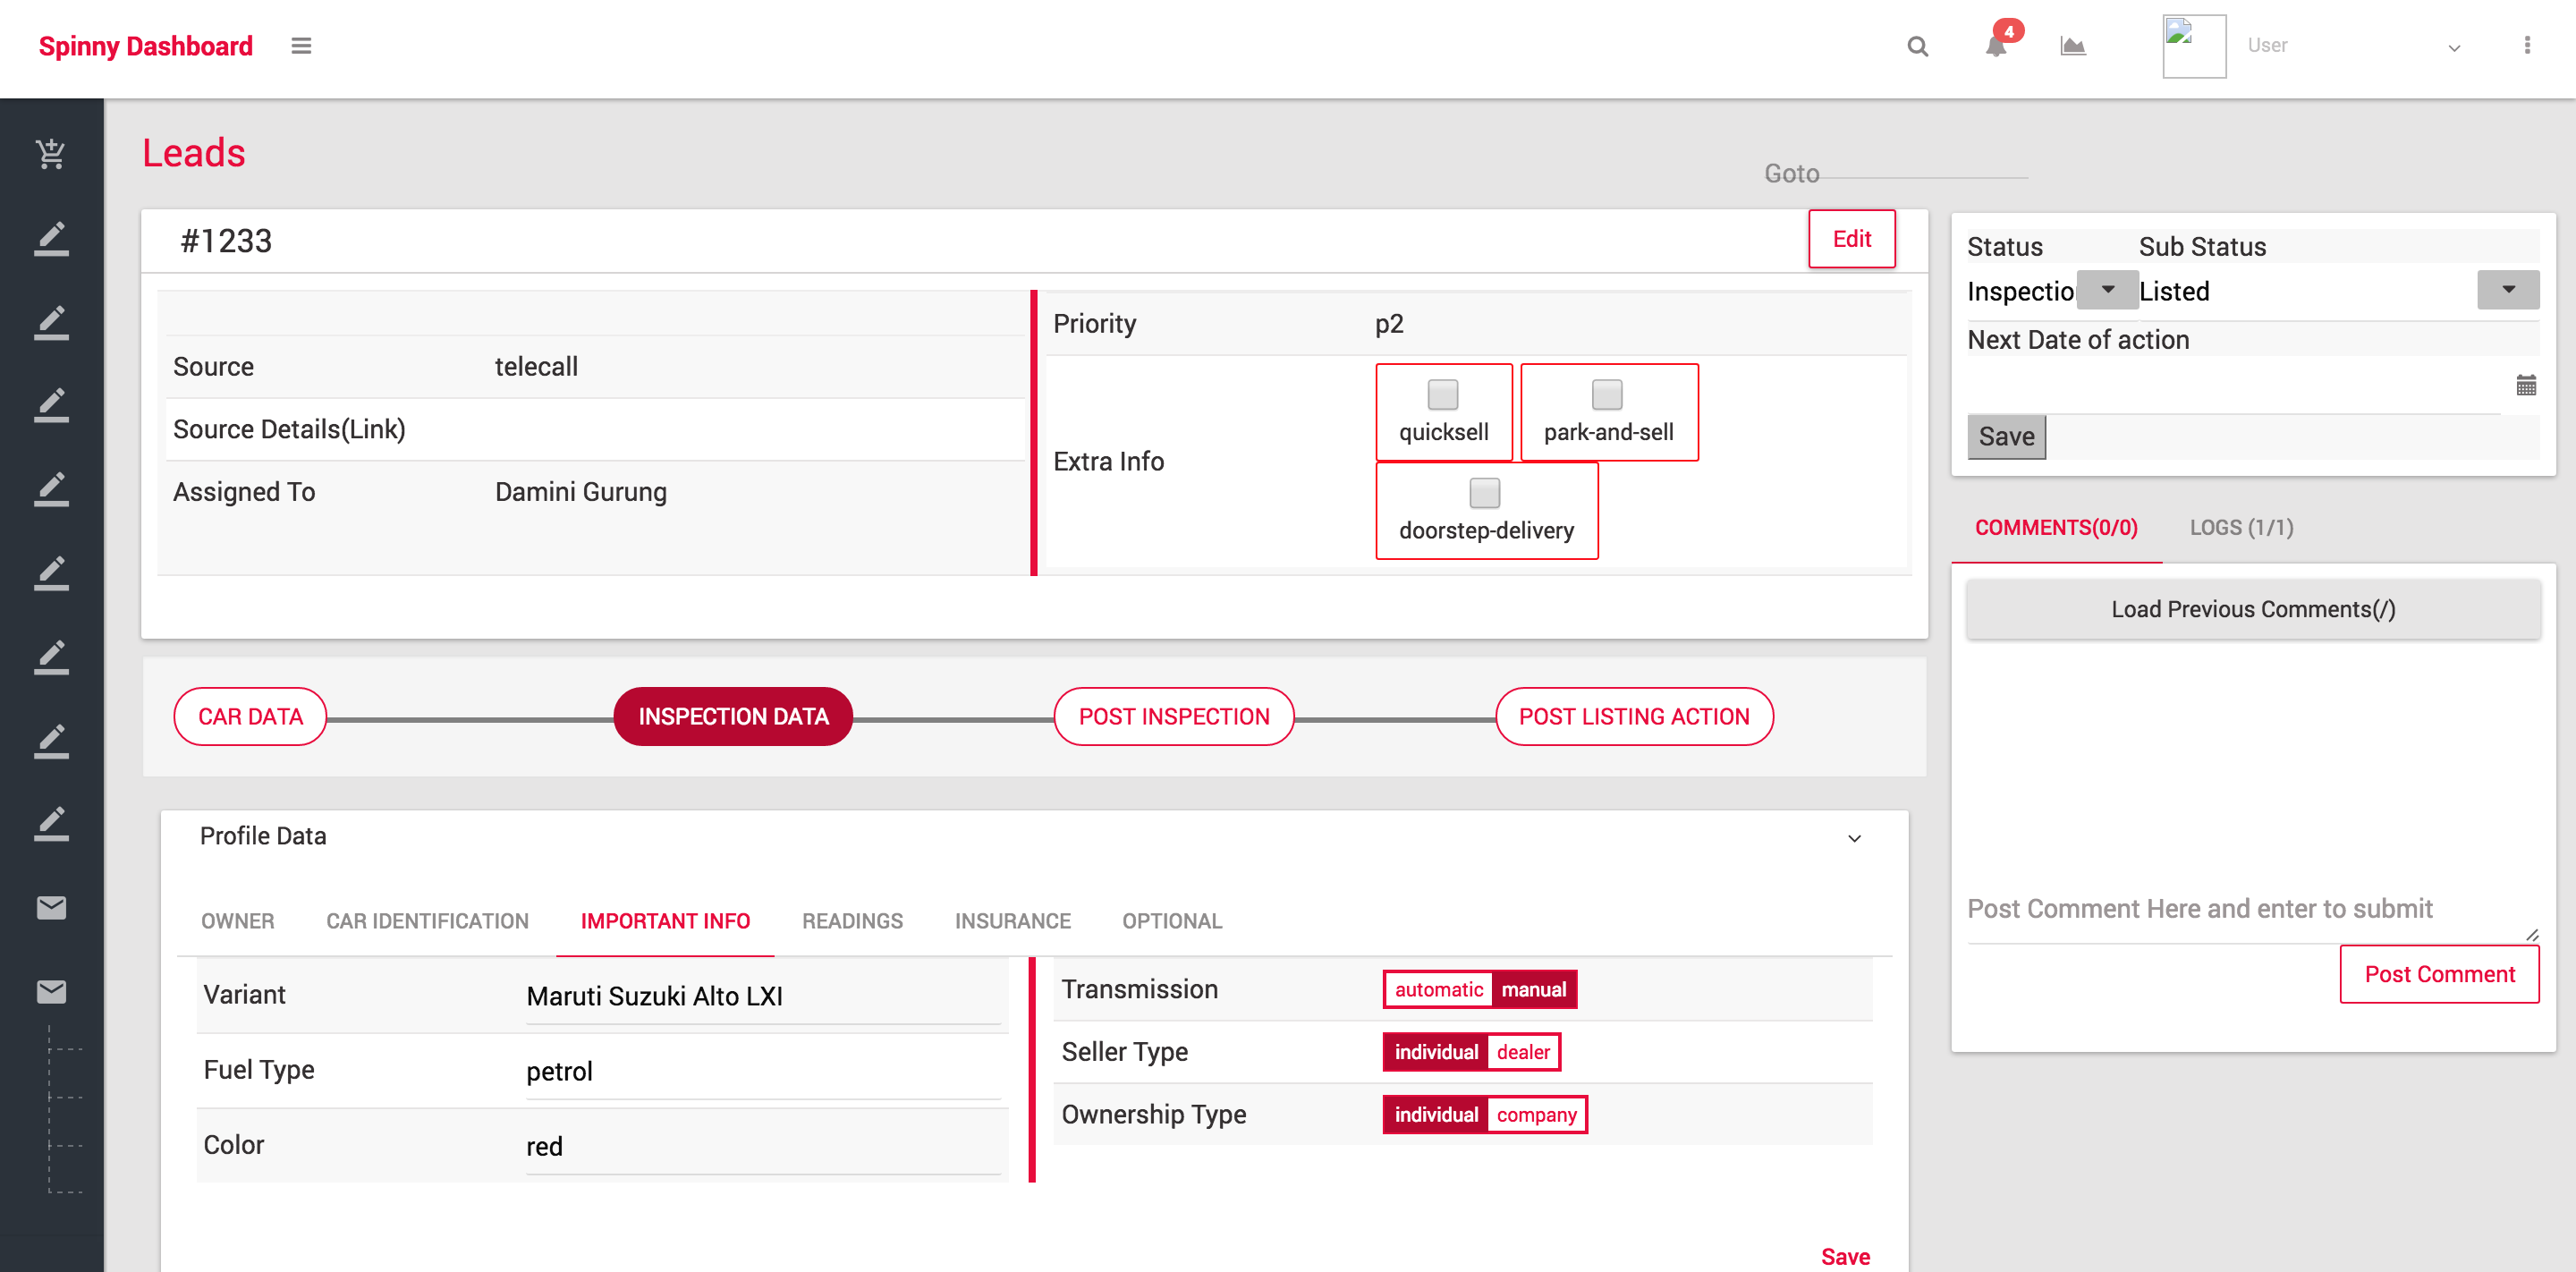 Spinny Dashboard
4
User
Leads
Goto
#1233
Edit
Source telecall
Source Details(Link)
Assigned To Damini Gurung
Priority p2
Extra Info
quicksell park-and-sell
doorstep-delivery
Status Sub Status
Inspection Listed
Next Date of action
Save
COMMENTS(0/0) LOGS (1/1)
Load Previous Comments(/)
Post Comment Here and enter to submit
Post Comment
CAR DATA INSPECTION DATA POST INSPECTION POST LISTING ACTION
Profile Data
OWNER CAR IDENTIFICATION IMPORTANT INFO READINGS INSURANCE OPTIONAL
Variant Maruti Suzuki Alto LXI
Fuel Type petrol
Color red
Transmission automatic manual
Seller Type individual dealer
Ownership Type individual company
Save